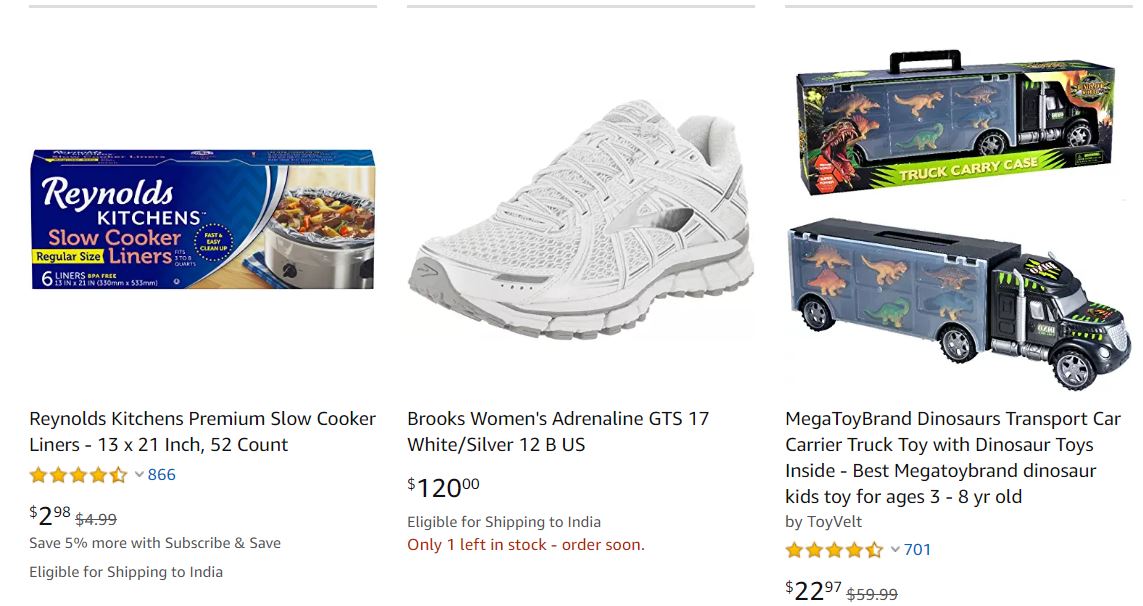 Reynolds
KITCHENS™
Slow Cooker
Regular Size Liners
FITS
3 TO 8
QUARTS
FAST &
EASY
CLEAN UP
6 LINERS BPA FREE
13 IN x 21 IN (330mm x 533mm)
TRUCK CARRY CASE
Reynolds Kitchens Premium Slow Cooker
Liners - 13 x 21 Inch, 52 Count
866
$2.98 $4.99
Save 5% more with Subscribe & Save
Eligible for Shipping to India
Brooks Women's Adrenaline GTS 17
White/Silver 12 B US
$120.00
Eligible for Shipping to India
Only 1 left in stock - order soon.
MegaToyBrand Dinosaurs Transport Car
Carrier Truck Toy with Dinosaur Toys
Inside - Best Megatoybrand dinosaur
kids toy for ages 3 - 8 yr old
by ToyVelt
701
$22.97 $59.99